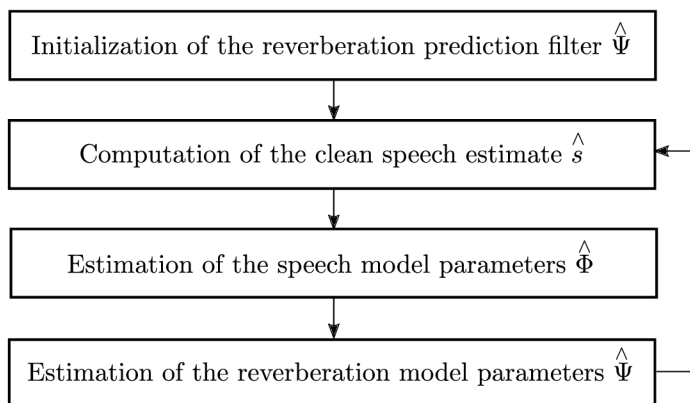 Initialization of the reverberation prediction filter Ψ̂
Computation of the clean speech estimate ŝ
Estimation of the speech model parameters Φ̂
Estimation of the reverberation model parameters Ψ̂